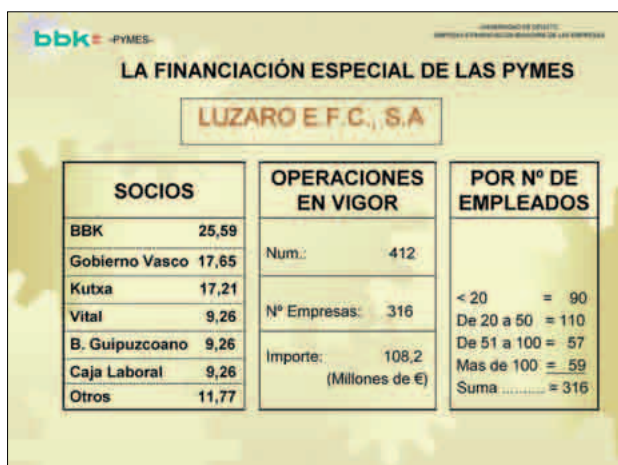 bbk= -PYMES-
LA FINANCIACIÓN ESPECIAL DE LAS PYMES
LUZARO E.F.C., S.A
SOCIOS
BBK 25,59
Gobierno Vasco 17,65
Kutxa 17,21
Vital 9,26
B. Guipuzcoano 9,26
Caja Laboral 9,26
Otros 11,77
OPERACIONES
EN VIGOR
Num.: 412
Nº Empresas: 316
Importe: 108,2
(Millones de €)
POR Nº DE
EMPLEADOS
< 20 = 90
De 20 a 50 = 110
De 51 a 100 = 57
Mas de 100 = 59
Suma .......... = 316